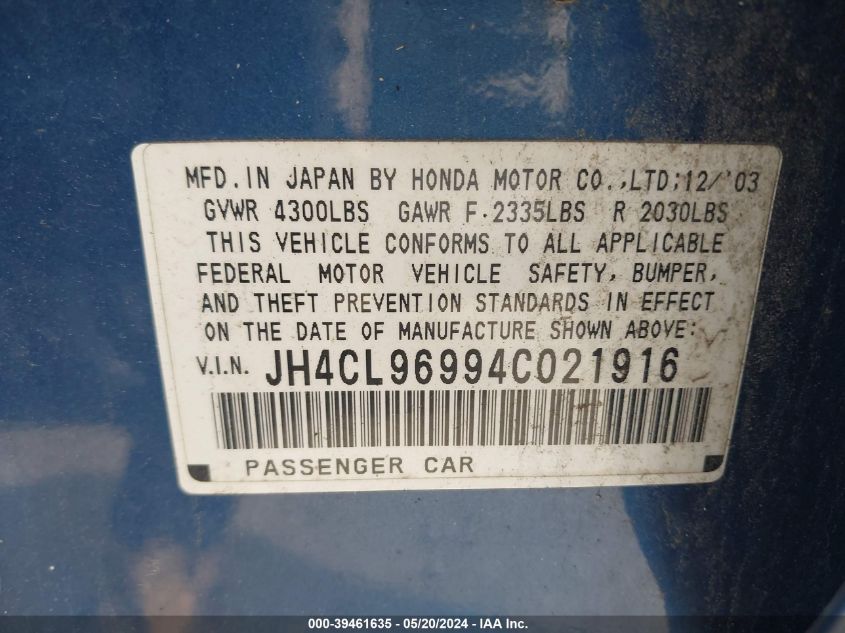 MFD.IN JAPAN BY HONDA MOTOR CO.,LTD;12/'03
GVWR 4300LBS GAWR F 2335LBS R 2030LBS
THIS VEHICLE CONFORMS TO ALL APPLICABLE
FEDERAL MOTOR VEHICLE SAFETY, BUMPER,
AND THEFT PREVENTION STANDARDS IN EFFECT
ON THE DATE OF MANUFACTURE SHOWN ABOVE:
V.I.N. JH4CL96994C021916
PASSENGER CAR
000-39461635 - 05/20/2024 - Copyright © IAA, Inc.